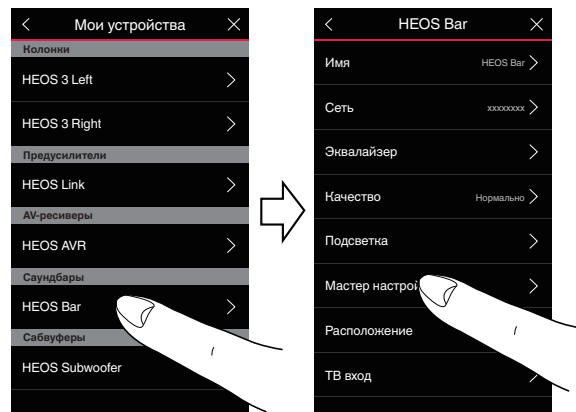 Мои устройства
Колонки
HEOS 3 Left
HEOS 3 Right
Предусилители
HEOS Link
AV-ресиверы
HEOS AVR
Саундбары
HEOS Bar
Сабвуферы
HEOS Subwoofer
HEOS Bar
Имя HEOS Bar
Сеть xxxxxxxx
Эквалайзер
Качество Нормально
Подсветка
Мастер
Расположение
ТВ вход